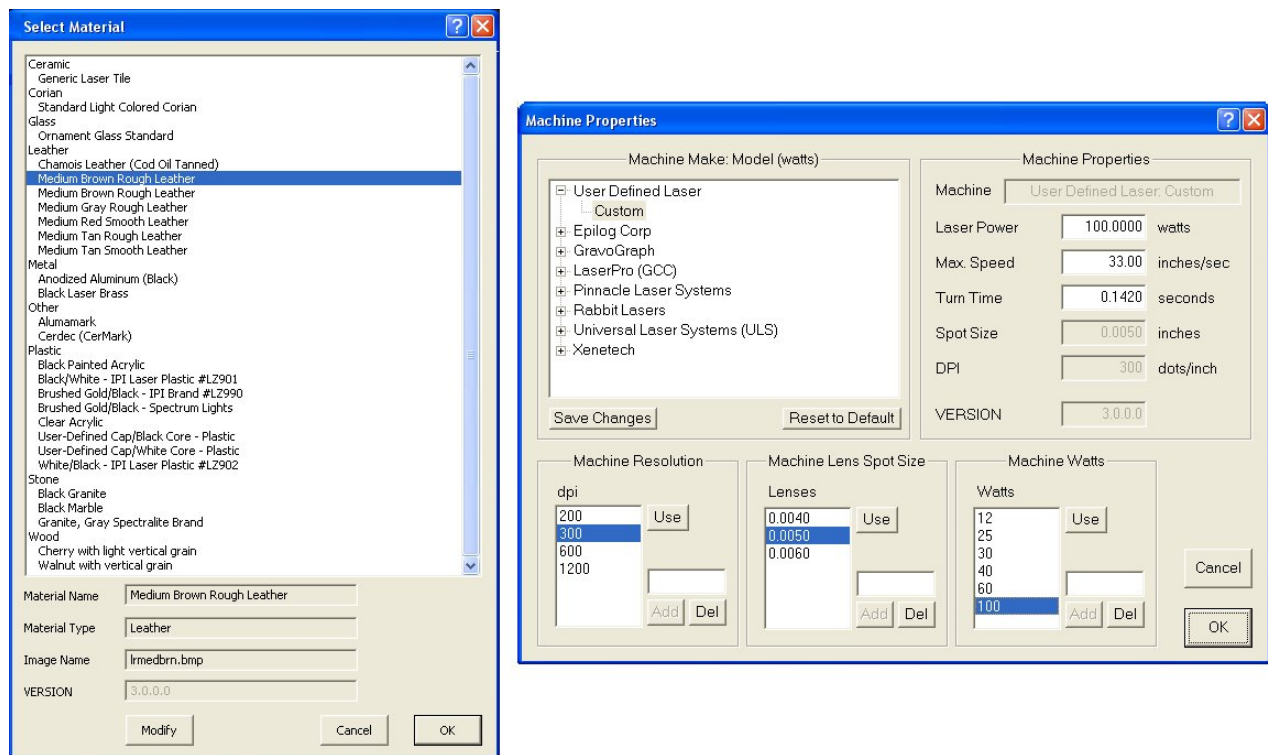 Select Material
Ceramic
Generic Laser Tile
Corian
Standard Light Colored Corian
Glass
Ornament Glass Standard
Leather
Chamois Leather (Cod Oil Tanned)
Medium Brown Rough Leather
Medium Brown Rough Leather
Medium Gray Rough Leather
Medium Red Smooth Leather
Medium Tan Rough Leather
Medium Tan Smooth Leather
Metal
Anodized Aluminum (Black)
Black Laser Brass
Other
Alumamark
Cerdec (CerMark)
Plastic
Black Painted Acrylic
Black/White - IPI Laser Plastic #LZ901
Brushed Gold/Black - IPI Brand #LZ990
Brushed Gold/Black - Spectrum Lights
Clear Acrylic
User-Defined Cap/Black Core - Plastic
User-Defined Cap/White Core - Plastic
White/Black - IPI Laser Plastic #LZ902
Stone
Black Granite
Black Marble
Granite, Gray Spectralite Brand
Wood
Cherry with light vertical grain
Walnut with vertical grain
Material Name Medium Brown Rough Leather
Material Type Leather
Image Name lrmedbrn.bmp
VERSION 3.0.0.0
Modify Cancel OK
Machine Properties
Machine Make: Model (watts)
User Defined Laser
Custom
Epilog Corp
GravoGraph
LaserPro (GCC)
Pinnacle Laser Systems
Rabbit Lasers
Universal Laser Systems (ULS)
Xenetech
Save Changes Reset to Default
Machine Properties
Machine User Defined Laser: Custom
Laser Power 100.0000 watts
Max. Speed 33.00 inches/sec
Turn Time 0.1420 seconds
Spot Size 0.0050 inches
DPI 300 dots/inch
VERSION 3.0.0.0
Machine Resolution
dpi
200
300
600
1200
Use
Add Del
Machine Lens Spot Size
Lenses
0.0040
0.0050
0.0060
Use
Add Del
Machine Watts
Watts
12
25
30
40
60
100
Use
Add Del
Cancel
OK